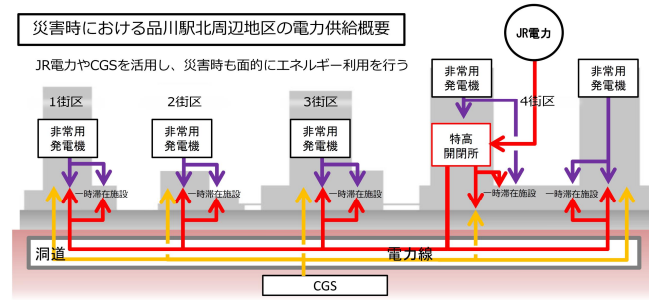 災害時における品川駅北周辺地区の電力供給概要
JR電力
JR電力やCGSを活用し、災害時も面的にエネルギー利用を行う
非常用
発電機
非常用
発電機
1街区
2街区
3街区
4街区
非常用
発電機
非常用
発電機
非常用
発電機
特高
開閉所
一時滞在施設
一時滞在施設
一時滞在施設
一時滞在施設
一時滞在施設
洞道
電力線
CGS